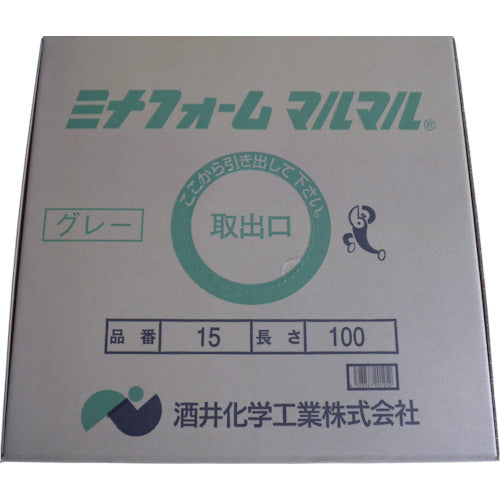 ミナフォーム マルマル®
ここから引き出して下さい。
グレー
取出口
品番 15 長さ 100
酒井化学工業株式会社